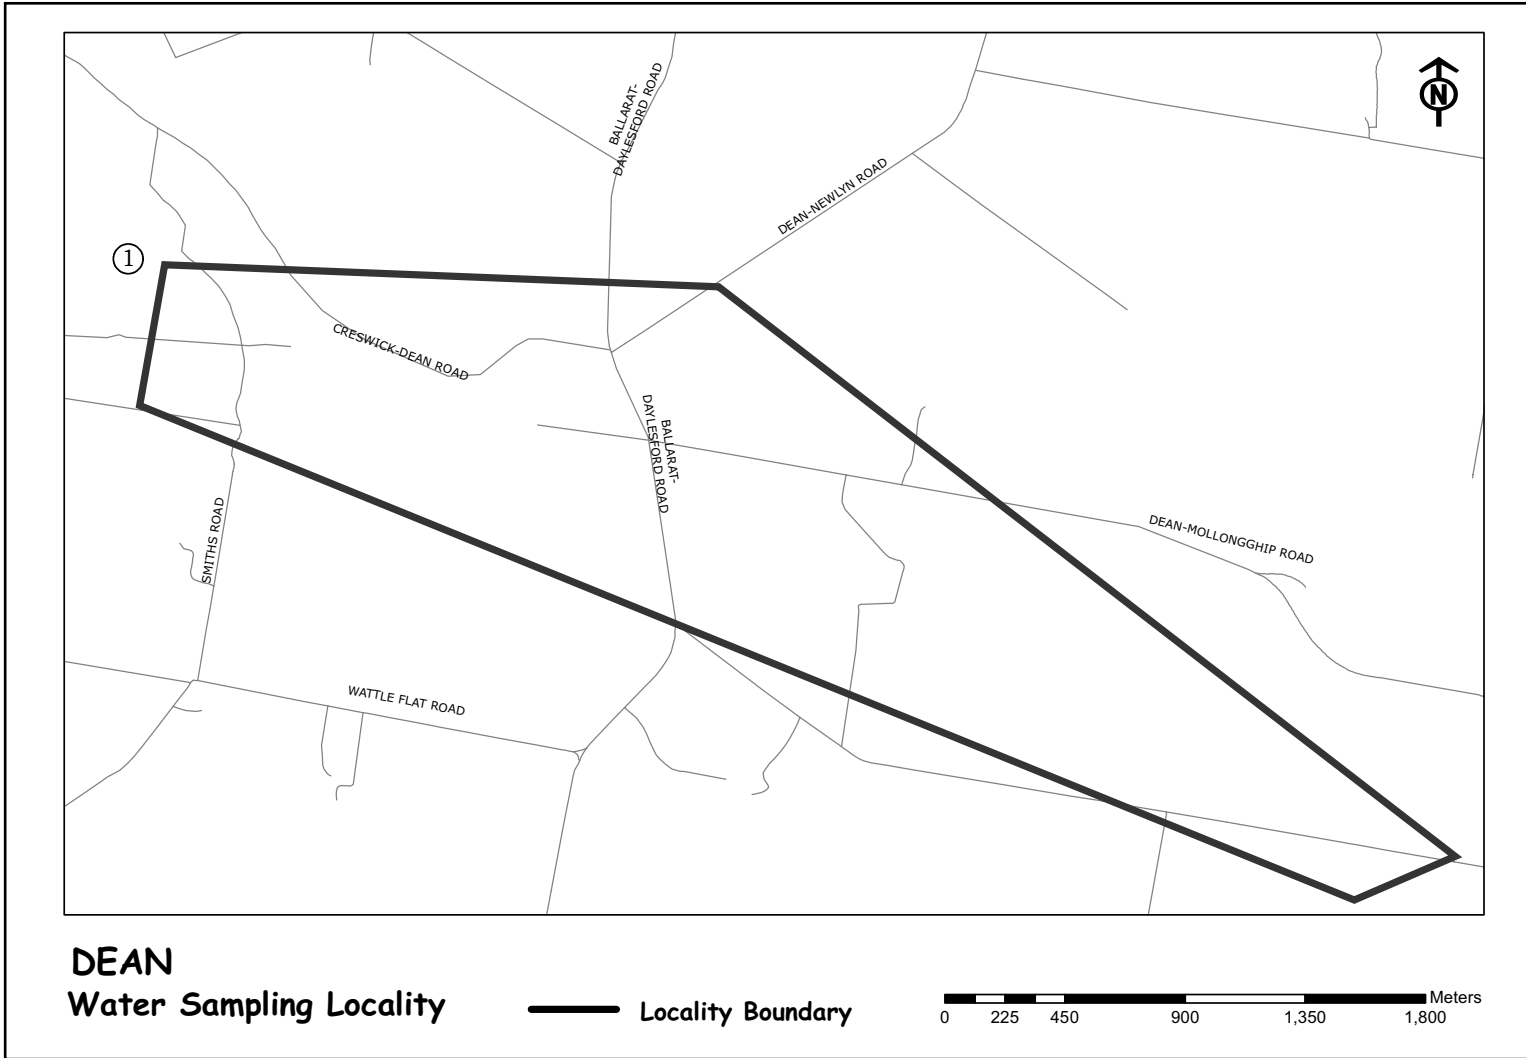 BALLARAT-
DAYLESFORD ROAD
N
DEAN-NEWLYN ROAD
1
CRESWICK-DEAN ROAD
BALLARAT-
DAYLESFORD ROAD
SMITHS ROAD
DEAN-MOLLONGGHIP ROAD
WATTLE FLAT ROAD
DEAN
Water Sampling Locality
Locality Boundary
Meters
0 225 450 900 1,350 1,800